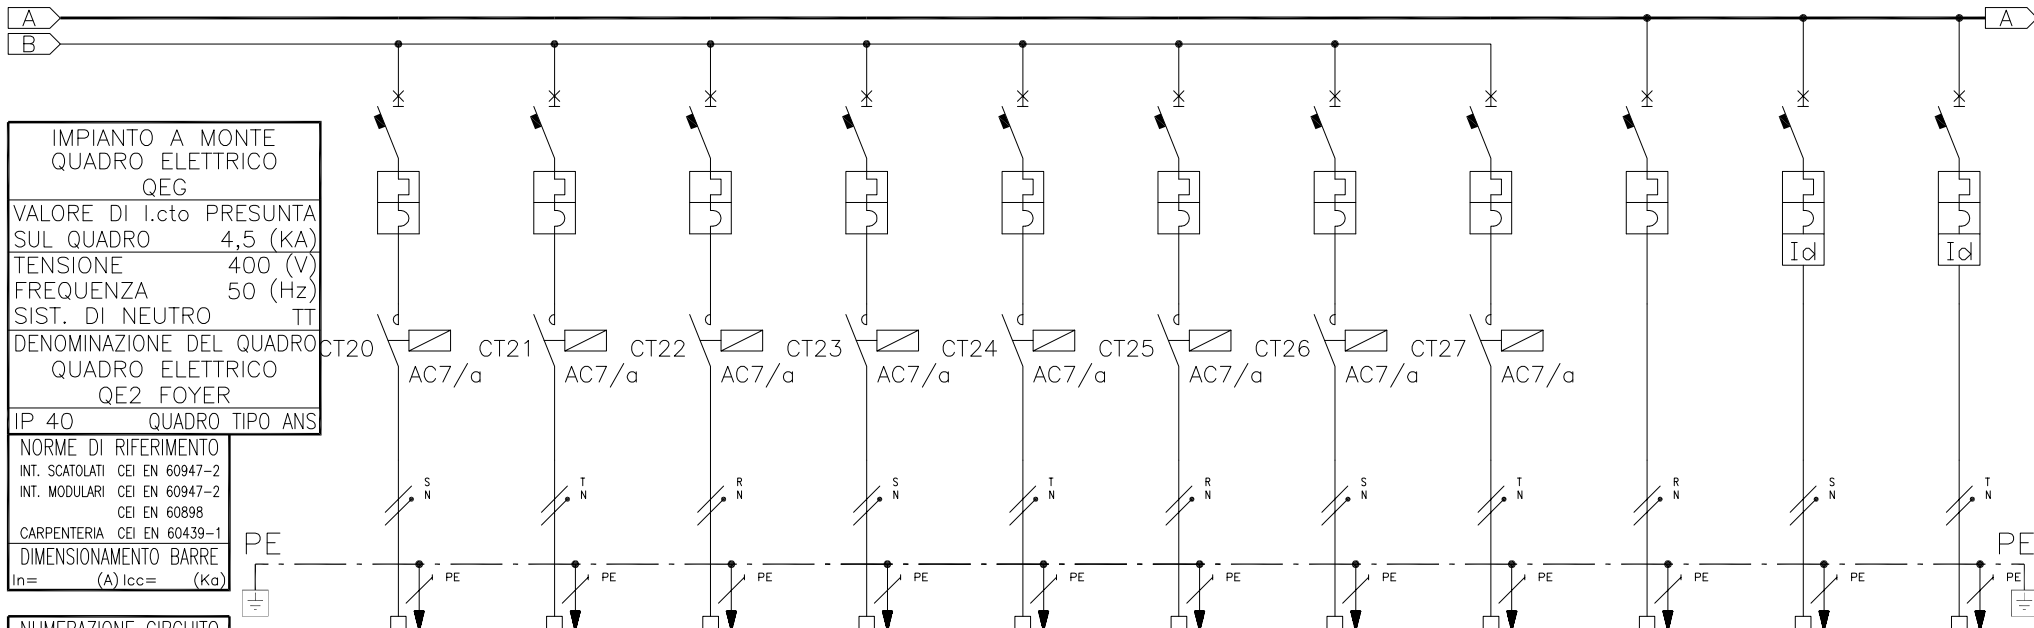 A
A
B
IMPIANTO A MONTE
QUADRO ELETTRICO
QEG
VALORE DI I.cto PRESUNTA
SUL QUADRO 4,5 (KA)
TENSIONE 400 (V)
FREQUENZA 50 (Hz)
SIST. DI NEUTRO TT
DENOMINAZIONE DEL QUADRO
QUADRO ELETTRICO
QE2 FOYER
IP 40 QUADRO TIPO ANS
NORME DI RIFERIMENTO
INT. SCATOLATI CEI EN 60947-2
INT. MODULARI CEI EN 60947-2
CEI EN 60898
CARPENTERIA CEI EN 60439-1
DIMENSIONAMENTO BARRE
In= (A) Icc= (Ka)
NUMERAZIONE CIRCUITO
Id Id
CT20 CT21 CT22 CT23 CT24 CT25 CT26 CT27
AC7/a AC7/a AC7/a AC7/a AC7/a AC7/a AC7/a AC7/a
S T R S T R S T R S T
N N N N N N N N N N N
PE PE
PE PE PE PE PE PE PE PE PE PE PE